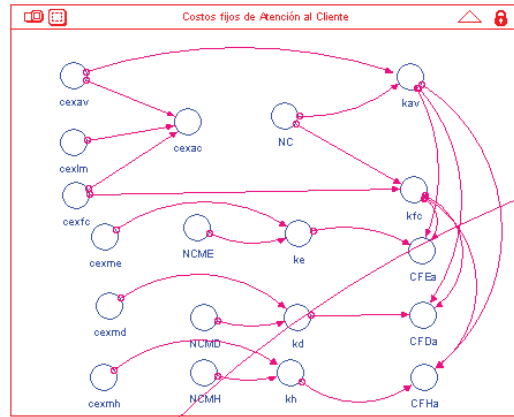 Costos fijos de Atención al Cliente
cexav
kav
cexac
NC
cexlm
cexfc
kfc
cexme
NCME
ke
CFEa
cexmd
NCMD
kd
CFDa
cexmh
NCMH
kh
CFHa